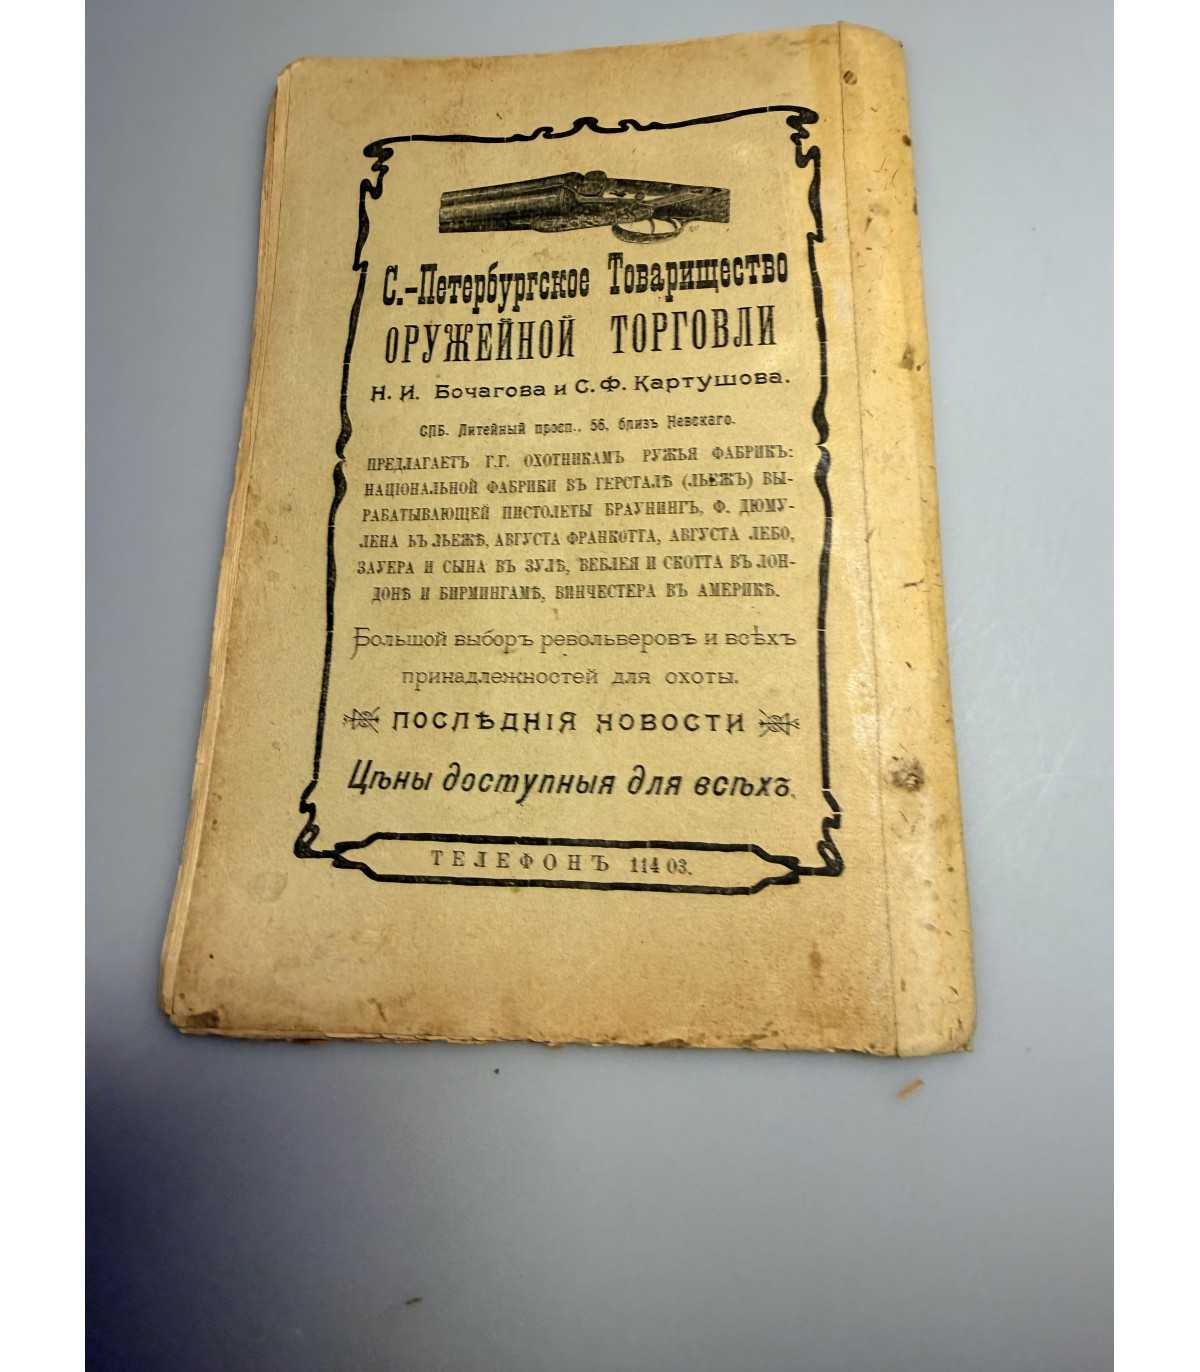 С.-Петербургское Товарищество
ОРУЖЕЙНОЙ ТОРГОВЛИ
Н. И. Бочагова и С. Ф. Картушова.
СПБ. Литейный просп., 56, близъ Невскаго.
ПРЕДЛАГАЕТЪ Г.Г. ОХОТНИКАМЪ РУЖЬЯ ФАБРИКЪ:
НАЦІОНАЛЬНОЙ ФАБРИКИ ВЪ ГЕРСТАЛѢ (ЛЬЕЖЪ) ВЫ-
РАБАТЫВАЮЩЕЙ ПИСТОЛЕТЫ БРАУНИНГЪ, Ф. ДЮМУ-
ЛЕНА ВЪ ЛЬЕЖѢ, АВГУСТА ФРАНКОТТА, АВГУСТА ЛЕБО,
ЗАУЕРА И СЫНА ВЪ ЗУЛѢ, ВЕБЛЕЯ И СКОТТА ВЪ ЛОН-
ДОНѢ И БИРМИНГАМѢ, ВИНЧЕСТЕРА ВЪ АМЕРИКѢ.
Большой выборъ револьверовъ и всѣхъ
принадлежностей для охоты.
ПОСЛѢДНІЯ НОВОСТИ
Цѣны доступныя для всѣхъ.
ТЕЛЕФОНЪ 114 03.